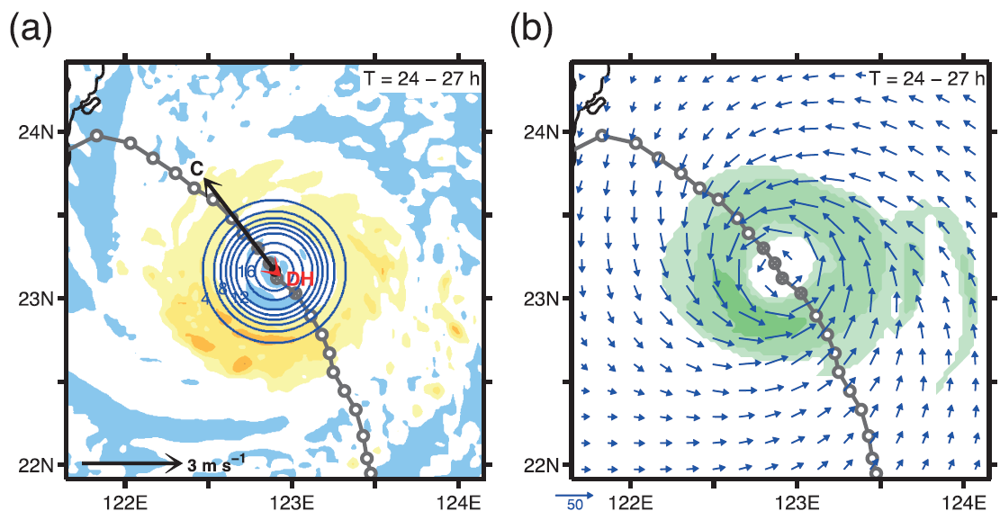 (a)
(b)
T = 24 – 27 h
T = 24 – 27 h
24N
24N
C
16
DH
8
4
12
23N
23N
22N
22N
3 m s⁻¹
122E
123E
124E
50
122E
123E
124E